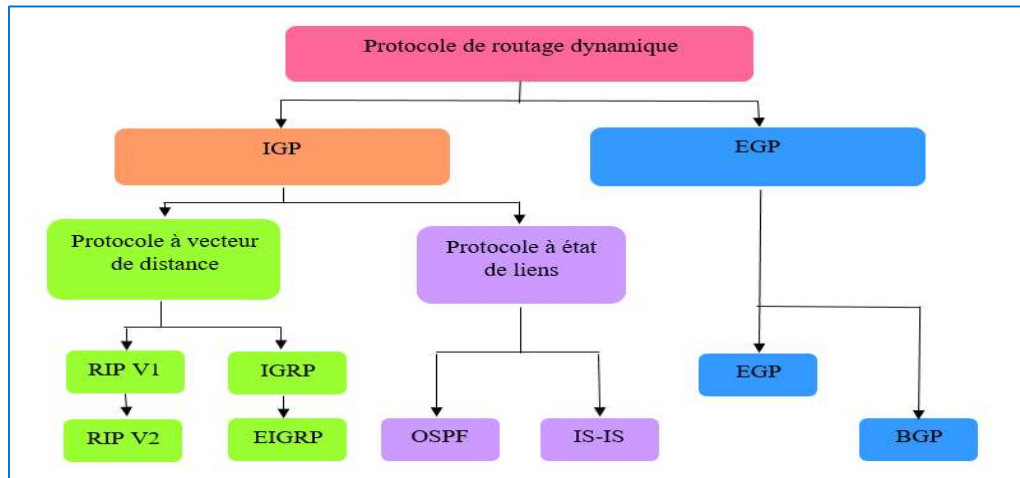 Protocole de routage dynamique
IGP
EGP
Protocole à vecteur
de distance
Protocole à état
de liens
RIP V1
IGRP
EGP
RIP V2
EIGRP
OSPF
IS-IS
BGP